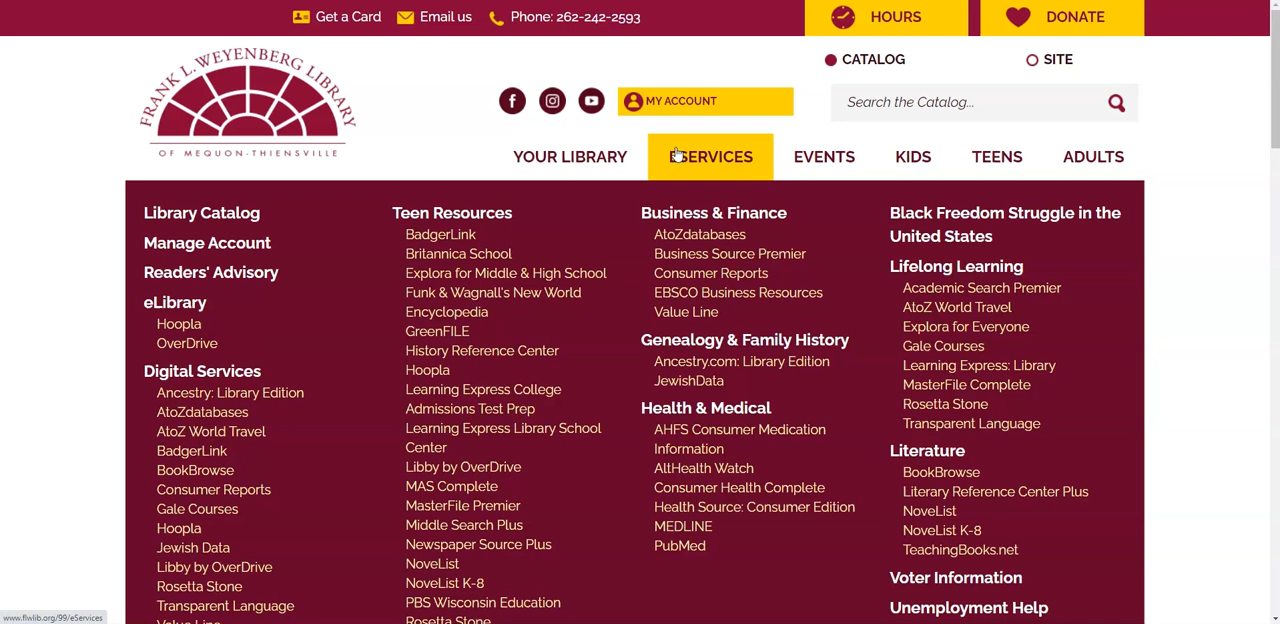 Get a Card
Email us
Phone: 262-242-2593
HOURS
DONATE
FRANK L. WEYENBERG LIBRARY
OF MEQUON-THIENSVILLE
MY ACCOUNT
CATALOG
SITE
Search the Catalog...
YOUR LIBRARY
ESERVICES
EVENTS
KIDS
TEENS
ADULTS
Library Catalog
Manage Account
Readers' Advisory
eLibrary
Hoopla
OverDrive
Digital Services
Ancestry: Library Edition
AtoZdatabases
AtoZ World Travel
BadgerLink
BookBrowse
Consumer Reports
Gale Courses
Hoopla
Jewish Data
Libby by OverDrive
Rosetta Stone
Transparent Language
Value Line
Teen Resources
BadgerLink
Britannica School
Explora for Middle & High School
Funk & Wagnall's New World
Encyclopedia
GreenFILE
History Reference Center
Hoopla
Learning Express College
Admissions Test Prep
Learning Express Library School
Center
Libby by OverDrive
MAS Complete
MasterFile Premier
Middle Search Plus
Newspaper Source Plus
NoveList
NoveList K-8
PBS Wisconsin Education
Rosetta Stone
Business & Finance
AtoZdatabases
Business Source Premier
Consumer Reports
EBSCO Business Resources
Value Line
Genealogy & Family History
Ancestry.com: Library Edition
JewishData
Health & Medical
AHFS Consumer Medication
Information
AltHealth Watch
Consumer Health Complete
Health Source: Consumer Edition
MEDLINE
PubMed
Black Freedom Struggle in the
United States
Lifelong Learning
Academic Search Premier
AtoZ World Travel
Explora for Everyone
Gale Courses
Learning Express: Library
MasterFile Complete
Rosetta Stone
Transparent Language
Literature
BookBrowse
Literary Reference Center Plus
NoveList
NoveList K-8
TeachingBooks.net
Voter Information
Unemployment Help
www.flwlib.org/99/eServices